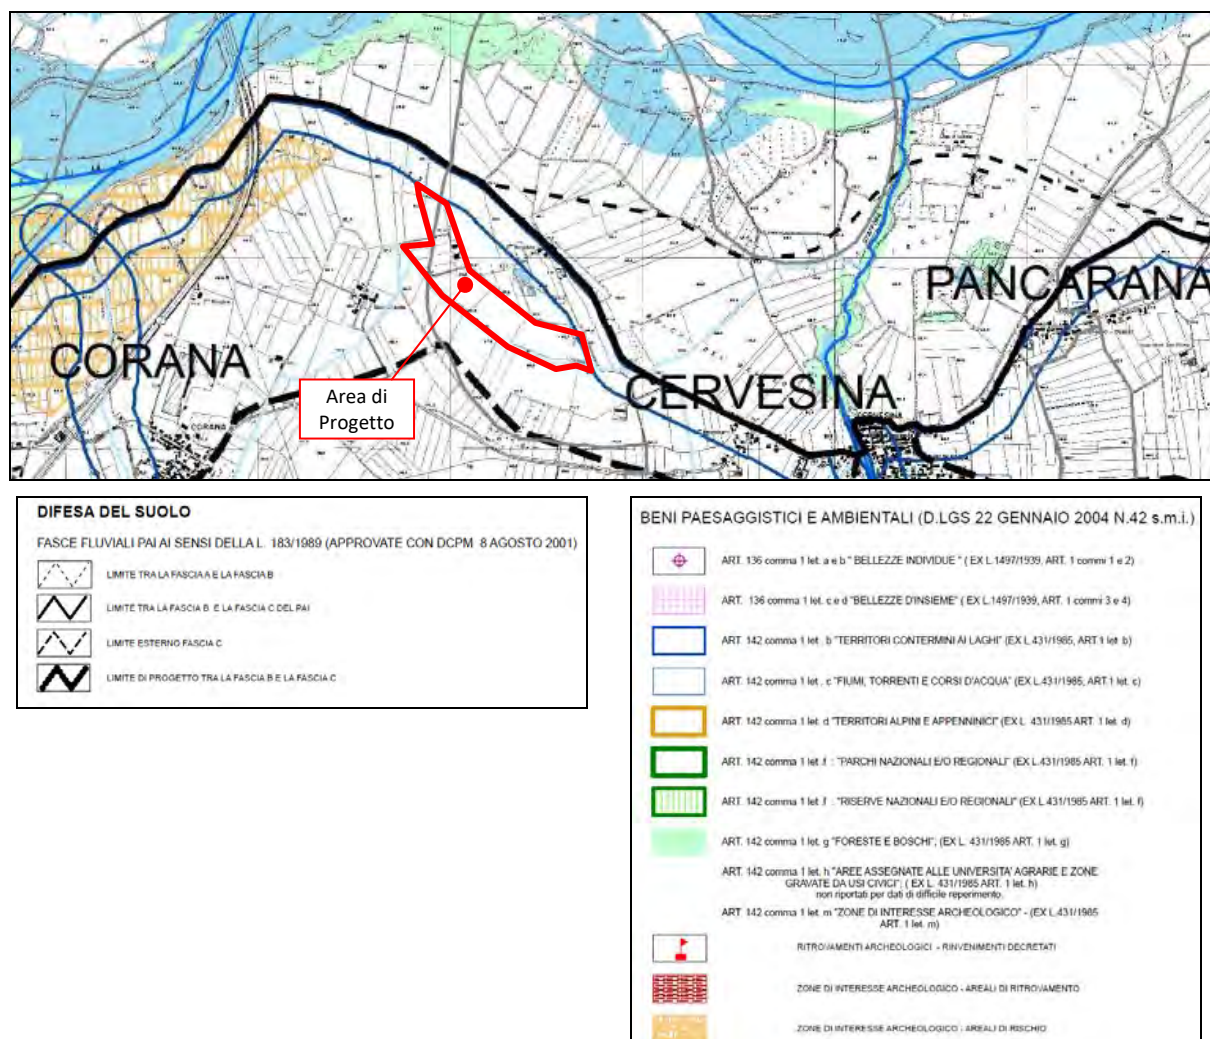 PANCARANA
CORANA
CERVESINA
Area di
Progetto
CORANA
CERVESINA
DIFESA DEL SUOLO
FASCE FLUVIALI PAI AI SENSI DELLA L. 183/1989 (APPROVATE CON DCPM 8 AGOSTO 2001)
LIMITE TRA LA FASCIA A E LA FASCIA B
LIMITE TRA LA FASCIA B E LA FASCIA C DEL PAI
LIMITE ESTERNO FASCIA C
LIMITE DI PROGETTO TRA LA FASCIA B E LA FASCIA C
BENI PAESAGGISTICI E AMBIENTALI (D.LGS 22 GENNAIO 2004 N.42 s.m.i.)
ART. 136 comma 1 let. a e b " BELLEZZE INDIVIDUE " ( EX L.1497/1939, ART. 1 commi 1 e 2)
ART. 136 comma 1 let. c e d "BELLEZZE D'INSIEME" ( EX L.1497/1939, ART. 1 commi 3 e 4)
ART. 142 comma 1 let . b "TERRITORI CONTERMINI AI LAGHI" (EX L.431/1985, ART.1 let b)
ART. 142 comma 1 let . c "FIUMI, TORRENTI E CORSI D'ACQUA" (EX L.431/1985, ART.1 let. c)
ART. 142 comma 1 let. d "TERRITORI ALPINI E APPENNINICI" (EX L. 431/1985 ART. 1 let. d)
ART. 142 comma 1 let .f : "PARCHI NAZIONALI E/O REGIONALI" (EX L.431/1985 ART. 1 let. f)
ART. 142 comma 1 let .f : "RISERVE NAZIONALI E/O REGIONALI" (EX L.431/1985 ART. 1 let. f)
ART. 142 comma 1 let. g "FORESTE E BOSCHI"; (EX L. 431/1985 ART. 1 let. g)
ART. 142 comma 1 let. h "AREE ASSEGNATE ALLE UNIVERSITA' AGRARIE E ZONE
GRAVATE DA USI CIVICI"; ( EX L. 431/1985 ART. 1 let. h)
non riportati per dati di difficile reperimento.
ART. 142 comma 1 let. m "ZONE DI INTERESSE ARCHEOLOGICO" - (EX L.431/1985
ART. 1 let. m)
RITROVAMENTI ARCHEOLOGICI - RINVENIMENTI DECRETATI
ZONE DI INTERESSE ARCHEOLOGICO - AREALI DI RITROVAMENTO
ZONE DI INTERESSE ARCHEOLOGICO - AREALI DI RISCHIO